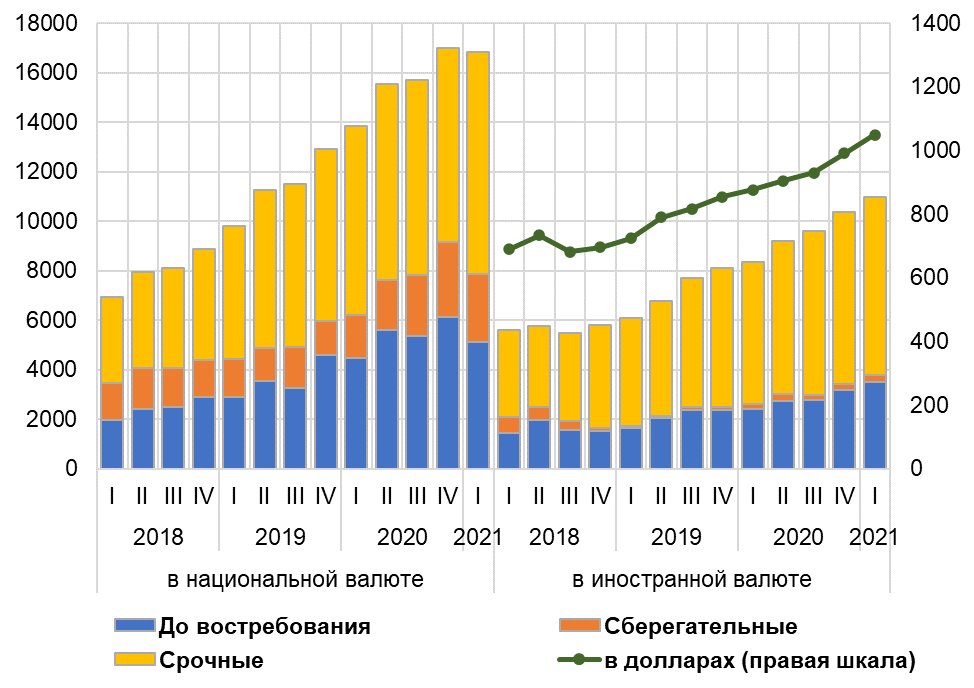 18000 1400
16000 1200
14000 1000
12000
10000 800
8000 600
6000 400
4000
2000 200
0 0
I II III IV I II III IV I II III IV I I II III IV I II III IV I II III IV I
2018 2019 2020 2021 2018 2019 2020 2021
в национальной валюте в иностранной валюте
До востребования Сберегательные
Срочные в долларах (правая шкала)